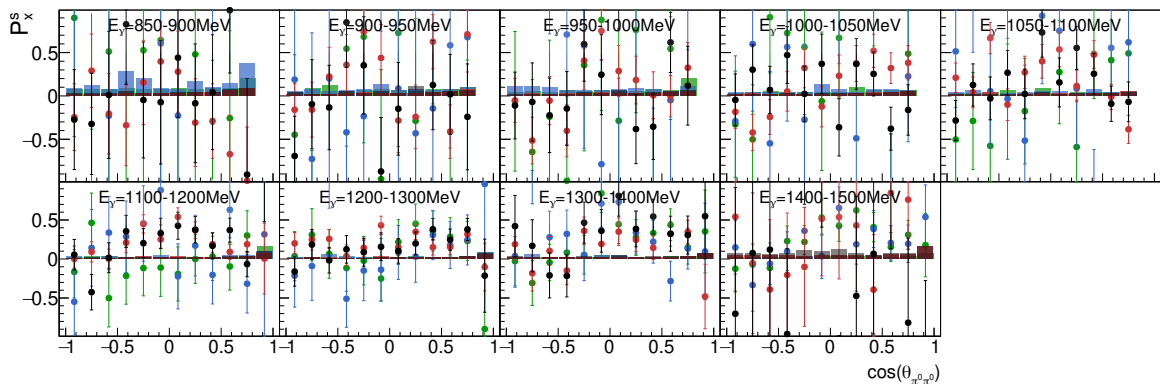 P_x^s
E_γ=850-900MeV
E_γ=900-950MeV
E_γ=950-1000MeV
E_γ=1000-1050MeV
E_γ=1050-1100MeV
0.5
0
−0.5
E_γ=1100-1200MeV
E_γ=1200-1300MeV
E_γ=1300-1400MeV
E_γ=1400-1500MeV
0.5
0
−0.5
−1 −0.5 0 0.5 1 −1 −0.5 0 0.5 1 −1 −0.5 0 0.5 1 −1 −0.5 0 0.5 1
cos(θ_π⁰π⁰)